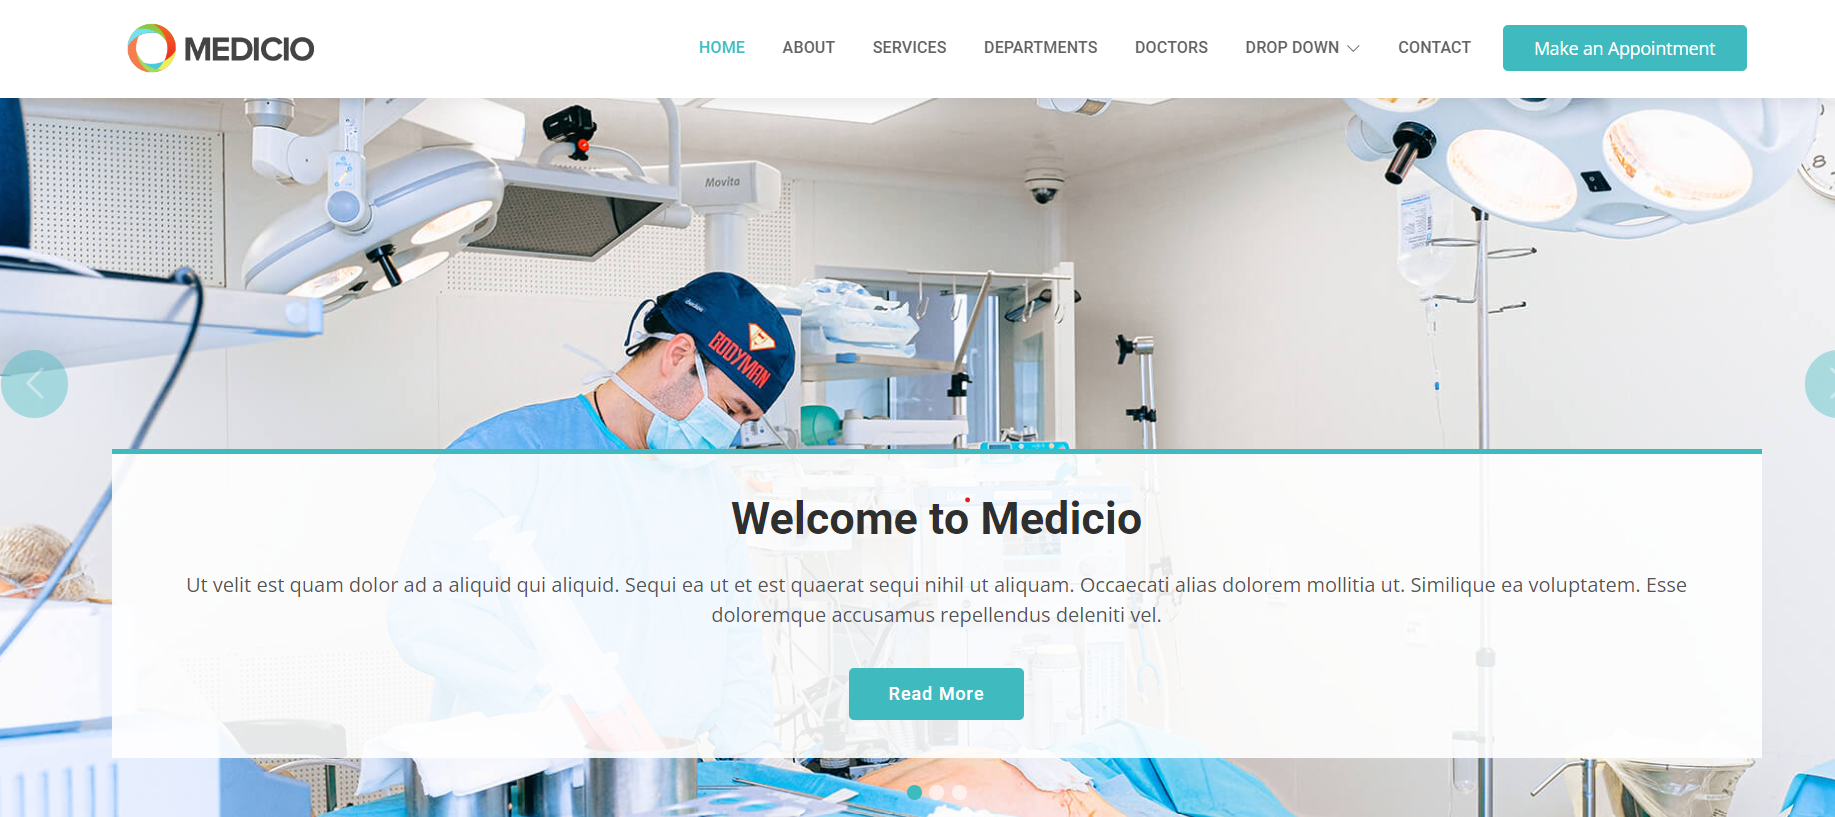 MEDICIO
HOME ABOUT SERVICES DEPARTMENTS DOCTORS DROP DOWN CONTACT Make an Appointment
Movita
BODYMAN
Welcome to Medicio
Ut velit est quam dolor ad a aliquid qui aliquid. Sequi ea ut et est quaerat sequi nihil ut aliquam. Occaecati alias dolorem mollitia ut. Similique ea voluptatem. Esse
doloremque accusamus repellendus deleniti vel.
Read More